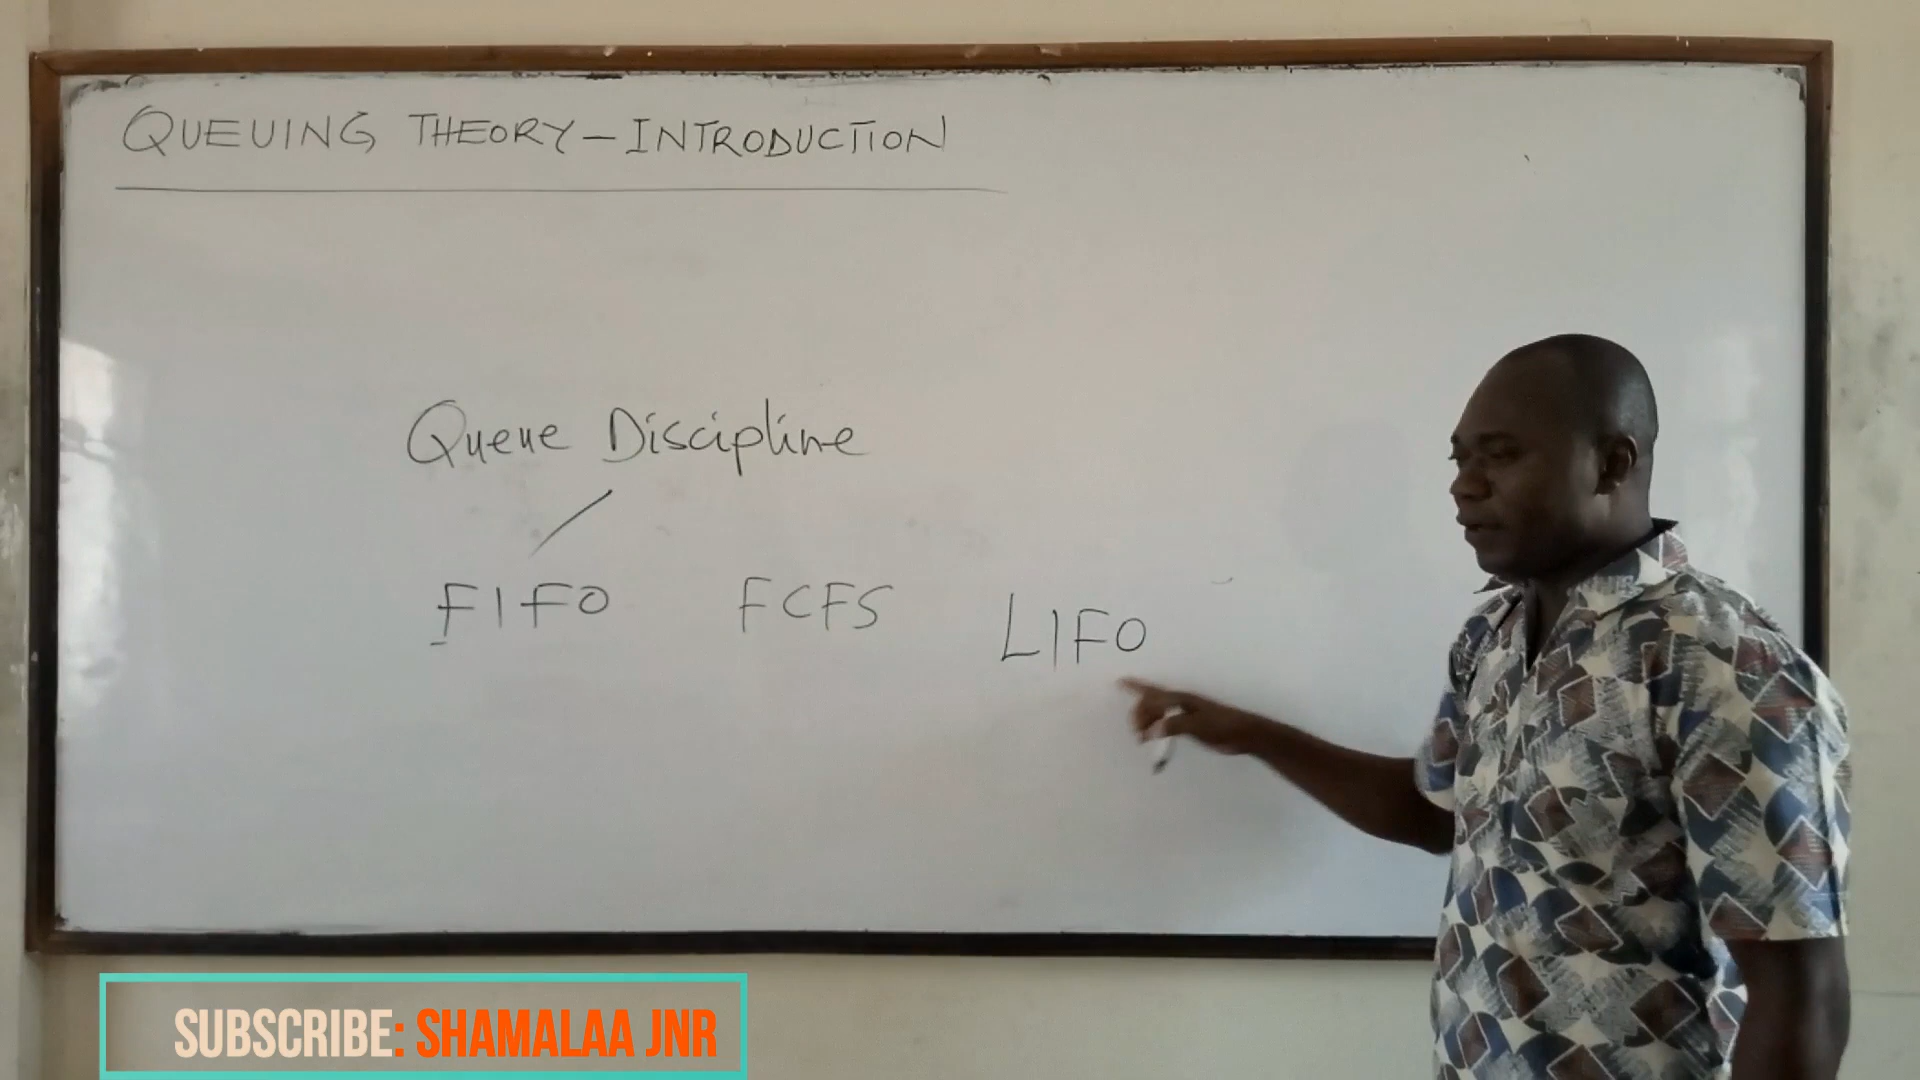 QUEUING THEORY – INTRODUCTION
Queue Discipline
FIFO FCFS LIFO
SUBSCRIBE: SHAMALAA JNR